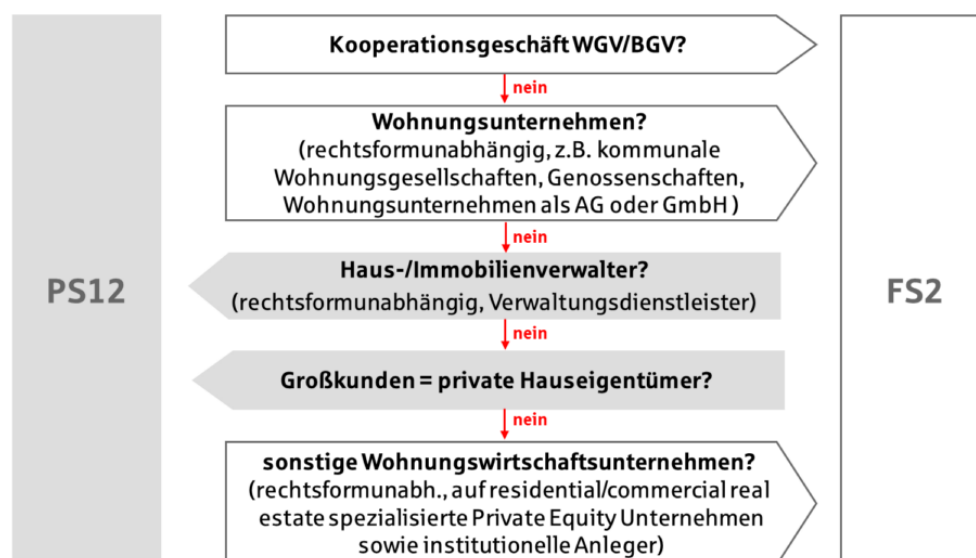 Kooperationsgeschäft WGV/BGV?
nein
Wohnungsunternehmen?
(rechtsformunabhängig, z.B. kommunale
Wohnungsgesellschaften, Genossenschaften,
Wohnungsunternehmen als AG oder GmbH )
nein
Haus-/Immobilienverwalter?
(rechtsformunabhängig, Verwaltungsdienstleister)
PS12
FS2
nein
Großkunden = private Hauseigentümer?
nein
sonstige Wohnungswirtschaftsunternehmen?
(rechtsformunabh., auf residential/commercial real
estate spezialisierte Private Equity Unternehmen
sowie institutionelle Anleger)